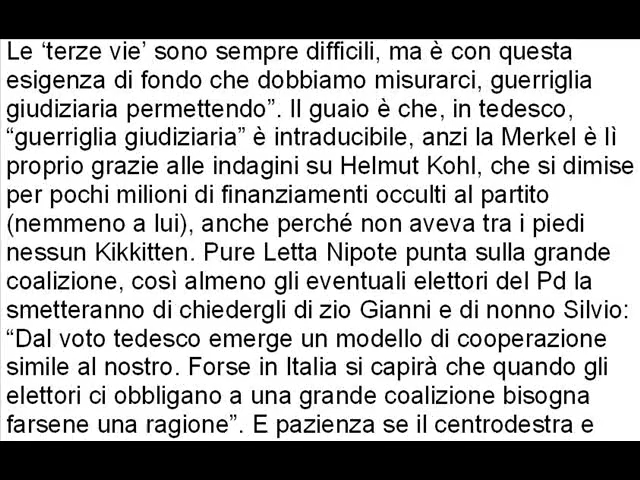 Le ‘terze vie’ sono sempre difficili, ma è con questa
esigenza di fondo che dobbiamo misurarci, guerriglia
giudiziaria permettendo”. Il guaio è che, in tedesco,
“guerriglia giudiziaria” è intraducibile, anzi la Merkel è lì
proprio grazie alle indagini su Helmut Kohl, che si dimise
per pochi milioni di finanziamenti occulti al partito
(nemmeno a lui), anche perché non aveva tra i piedi
nessun Kikkitten. Pure Letta Nipote punta sulla grande
coalizione, così almeno gli eventuali elettori del Pd la
smetteranno di chiedergli di zio Gianni e di nonno Silvio:
“Dal voto tedesco emerge un modello di cooperazione
simile al nostro. Forse in Italia si capirà che quando gli
elettori ci obbligano a una grande coalizione bisogna
farsene una ragione”. E pazienza se il centrodestra e